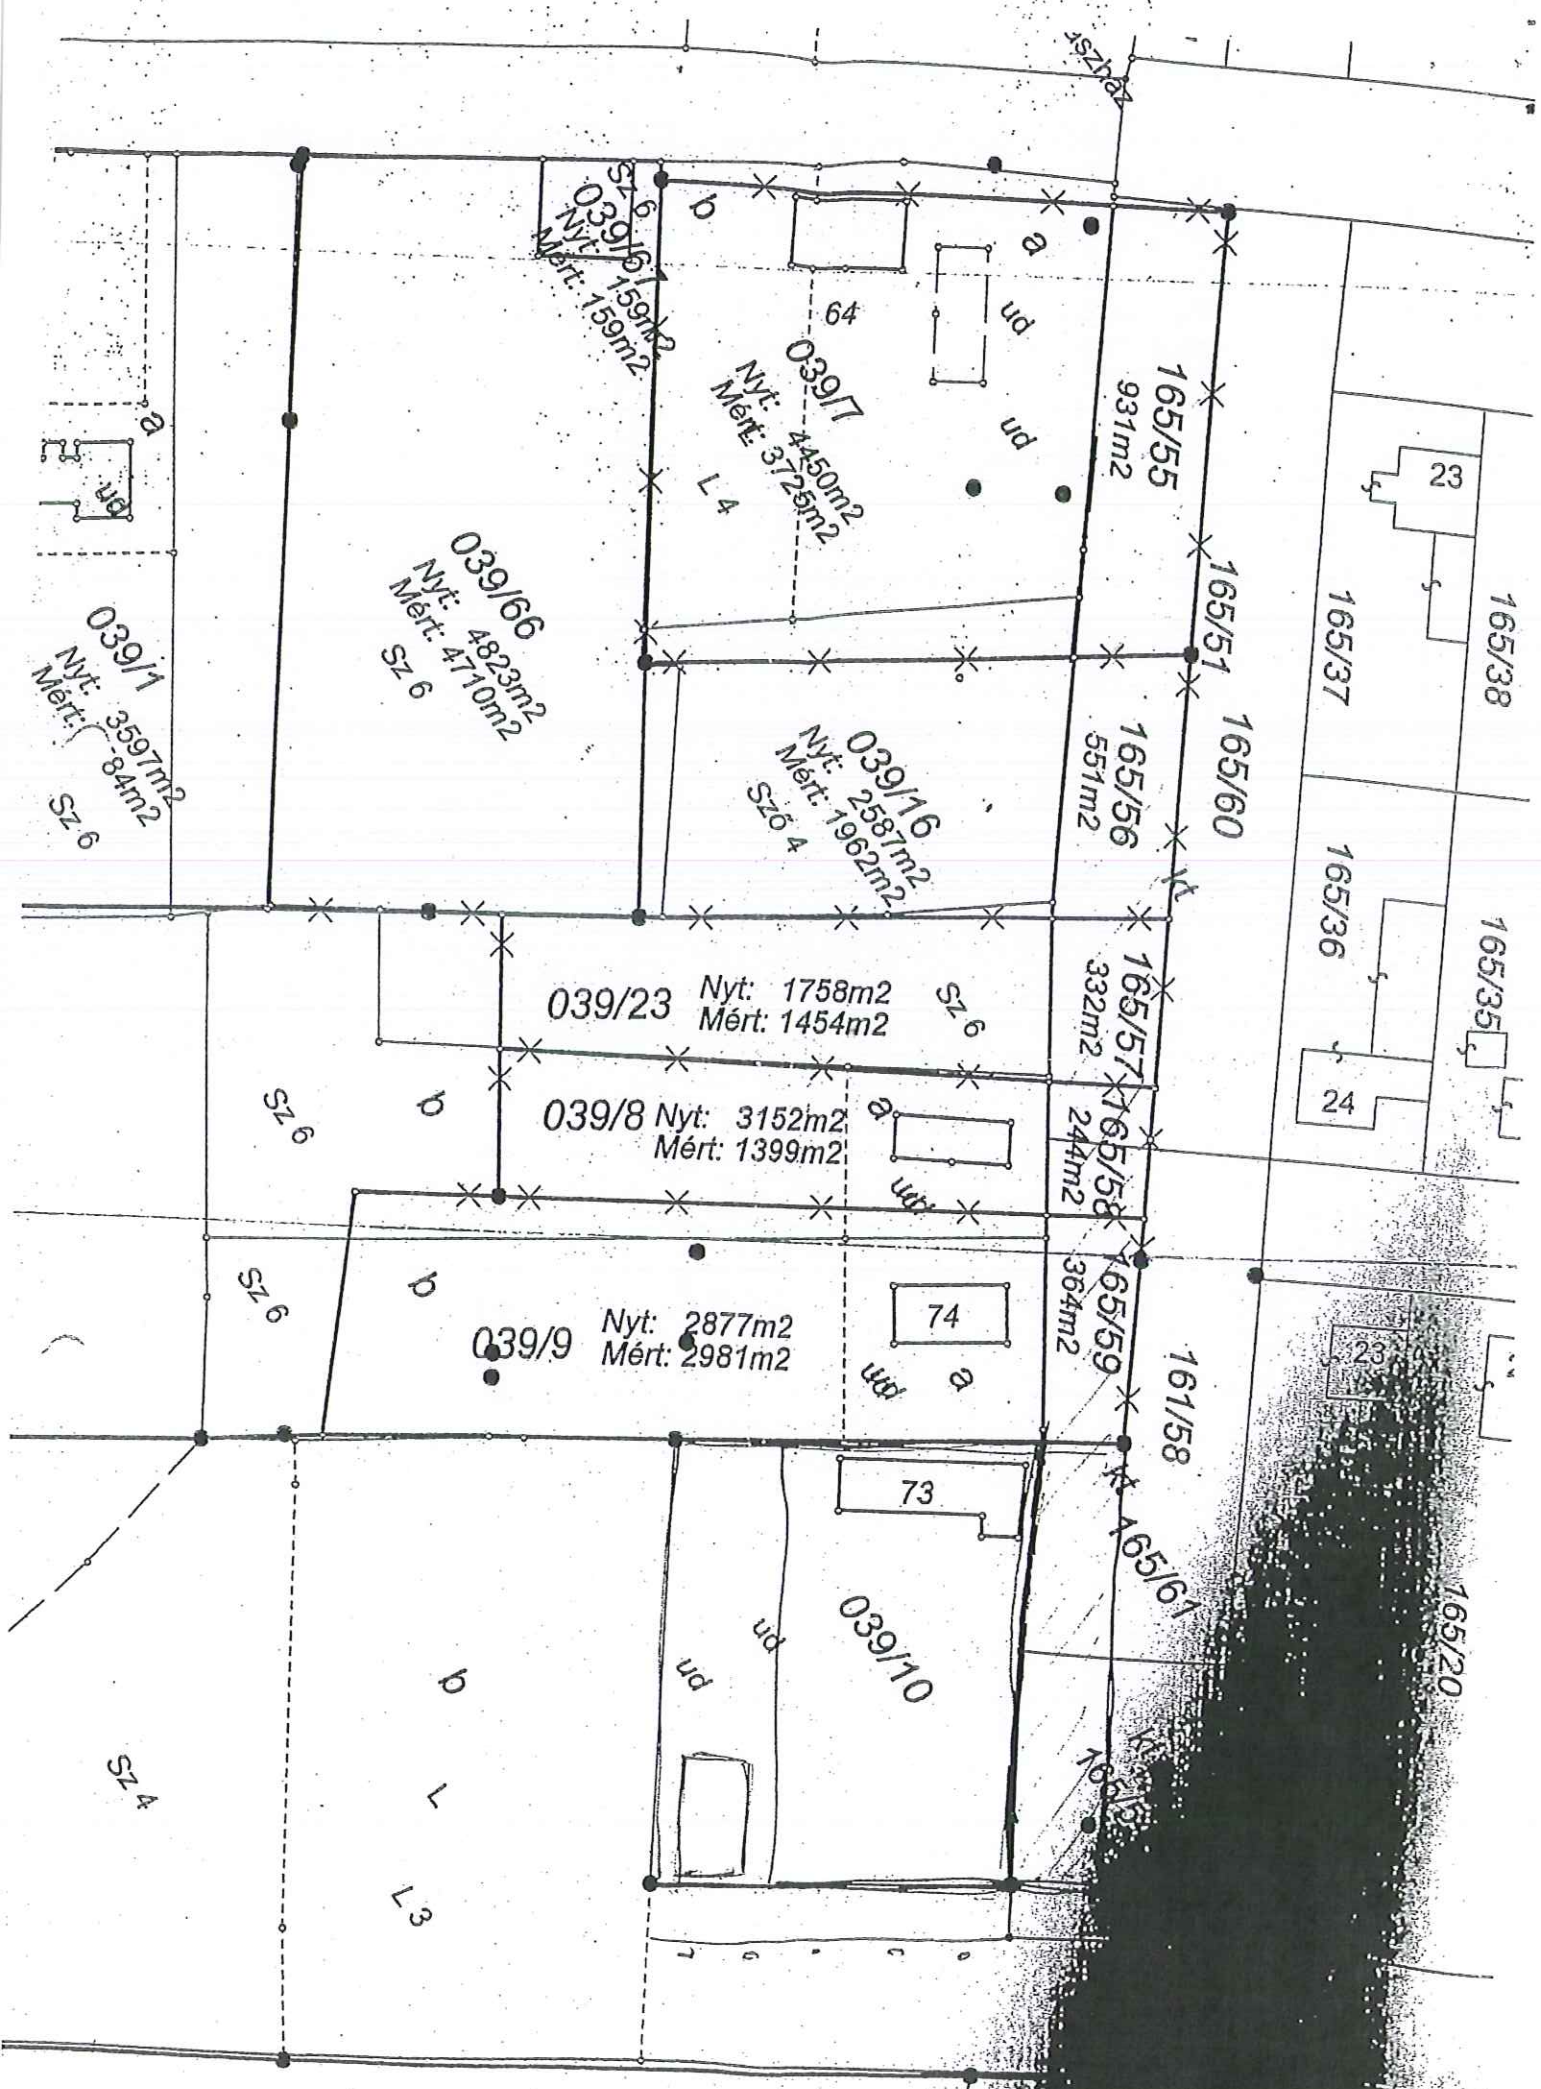 Sz 6
039/67
Nyt: 159m2
Mért: 159m2
b
a
64
ud
039/7
Nyt: 4450m2
Mért: 3725m2
ud
L 4
165/55
931m2
23
a
ud
165/51
165/37
165/38
039/66
Nyt: 4823m2
Mért: 4710m2
Sz 6
039/1
Nyt: 3597m2
Sz 6
165/60
165/56
551m2
039/16
Nyt: 2587m2
Mért: 1962m2
Sző 4
165/36
165/35
039/23
Nyt: 1758m2
Mért: 1454m2
Sz 6
165/57
332m2
24
Sz 6
b
039/8
Nyt: 3152m2
Mért: 1399m2
a
ud
165/58
244m2
Sz 6
b
039/9
Nyt: 2877m2
Mért: 2981m2
74
ud
a
165/59
364m2
23
161/58
73
165/61
165/20
039/10
ud
ud
b
L
L 3
Sz 4